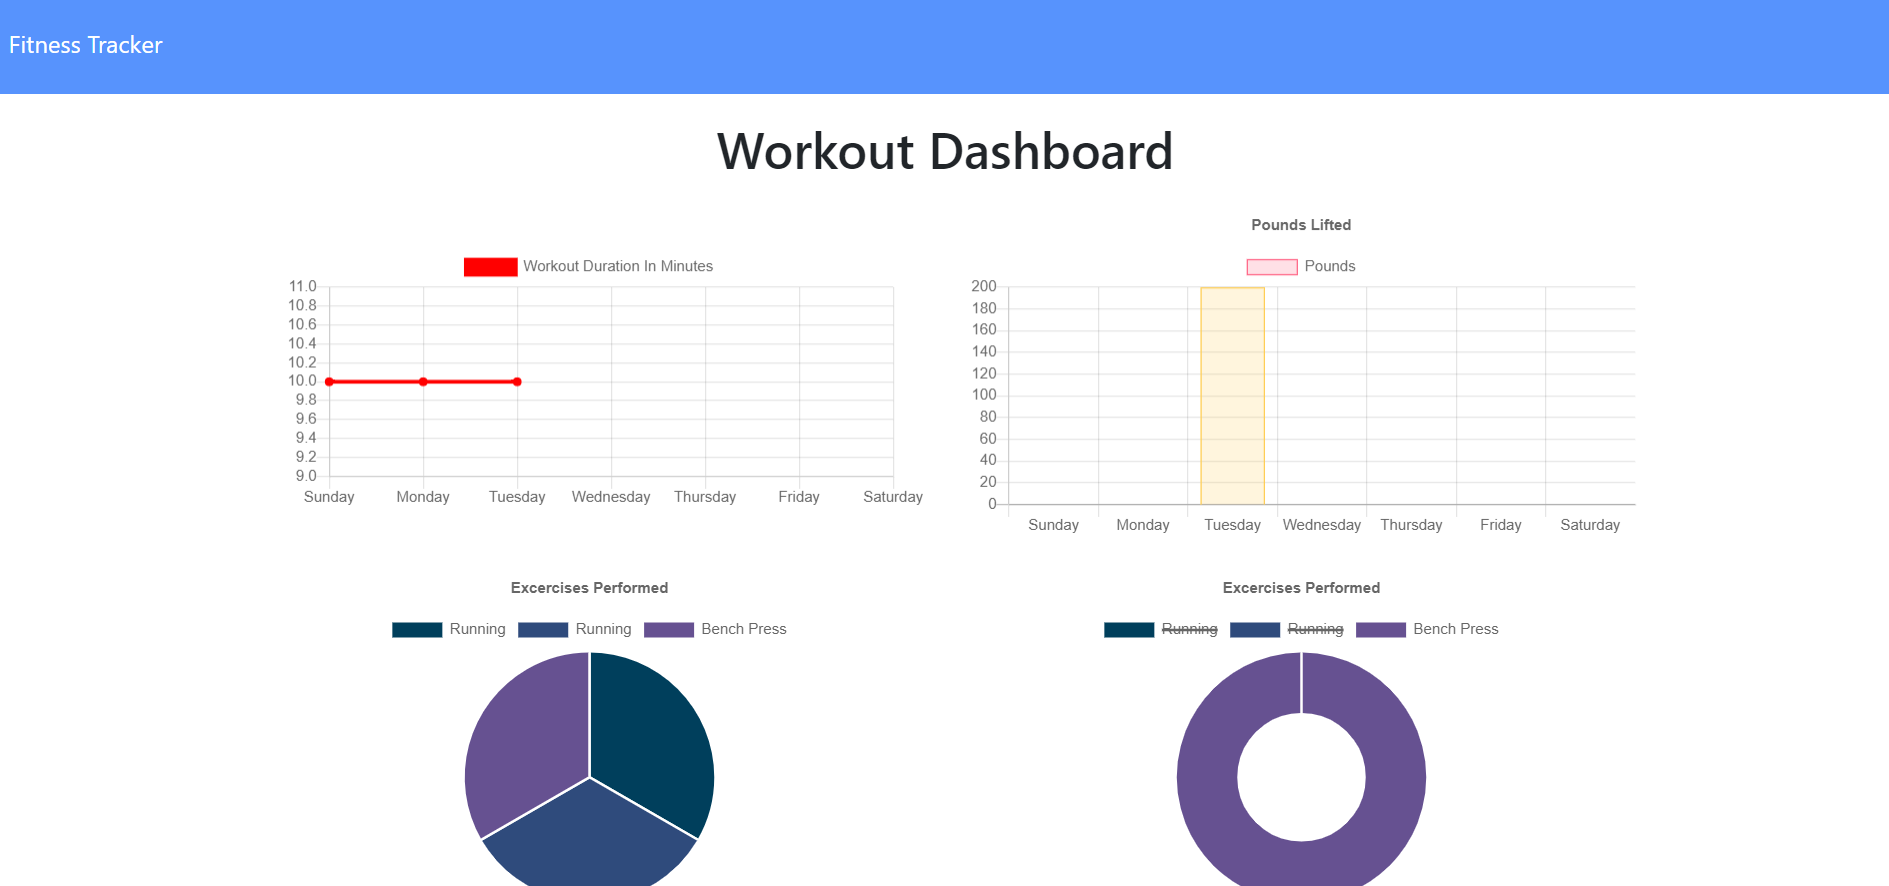 Fitness Tracker
Workout Dashboard
Workout Duration In Minutes
11.0
10.8
10.6
10.4
10.2
10.0
9.8
9.6
9.4
9.2
9.0
Sunday Monday Tuesday Wednesday Thursday Friday Saturday
Pounds Lifted
Pounds
200
180
160
140
120
100
80
60
40
20
0
Sunday Monday Tuesday Wednesday Thursday Friday Saturday
Excercises Performed
Running Running Bench Press
Excercises Performed
Running Running Bench Press